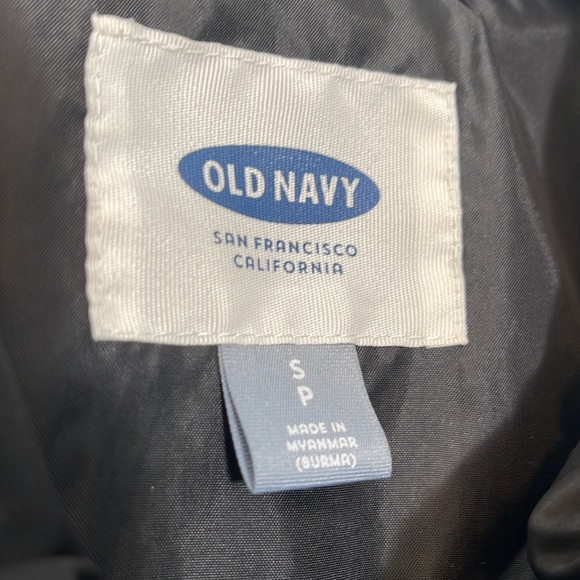 OLD NAVY
SAN FRANCISCO
CALIFORNIA
S
P
MADE IN
MYANMAR
(BURMA)